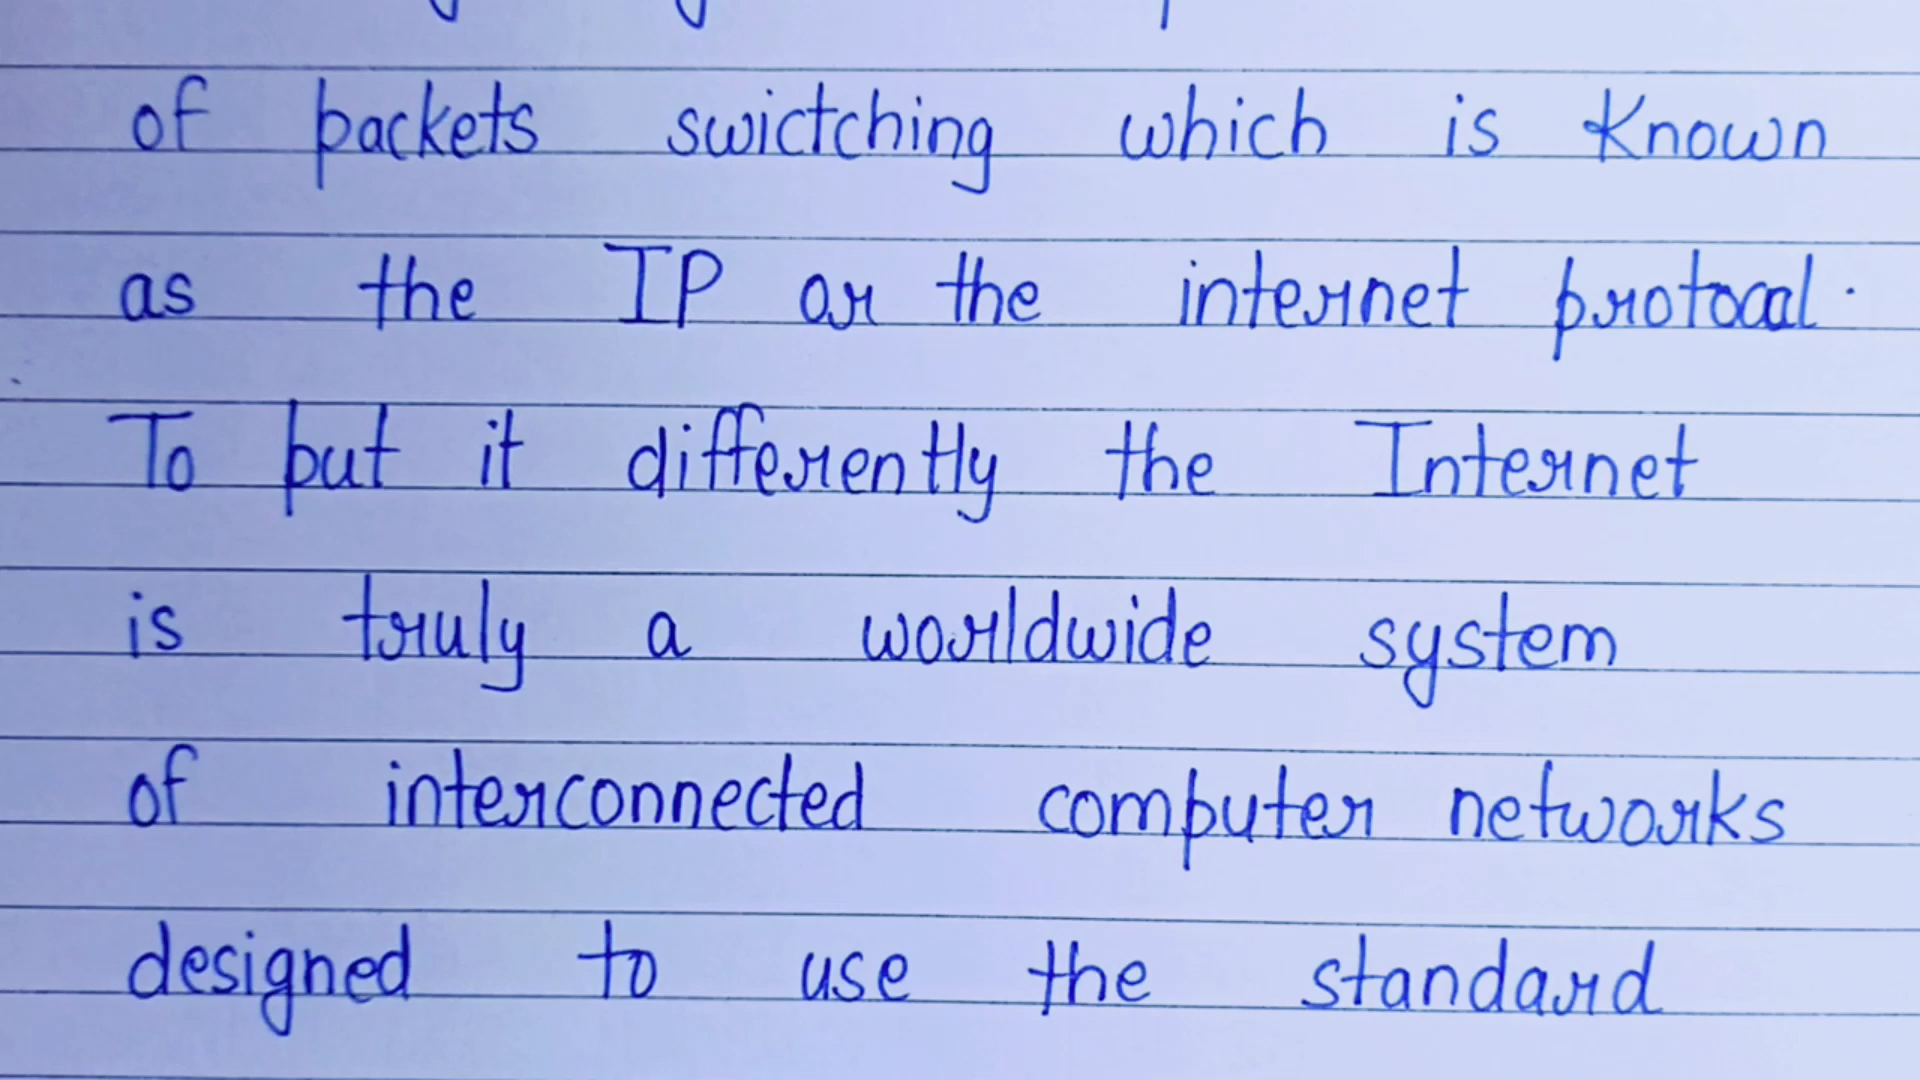 of packets swictching which is Known
as the IP or the internet protocal.
To put it differently the Internet
is truly a worldwide system
of interconnected computer networks
designed to use the standard